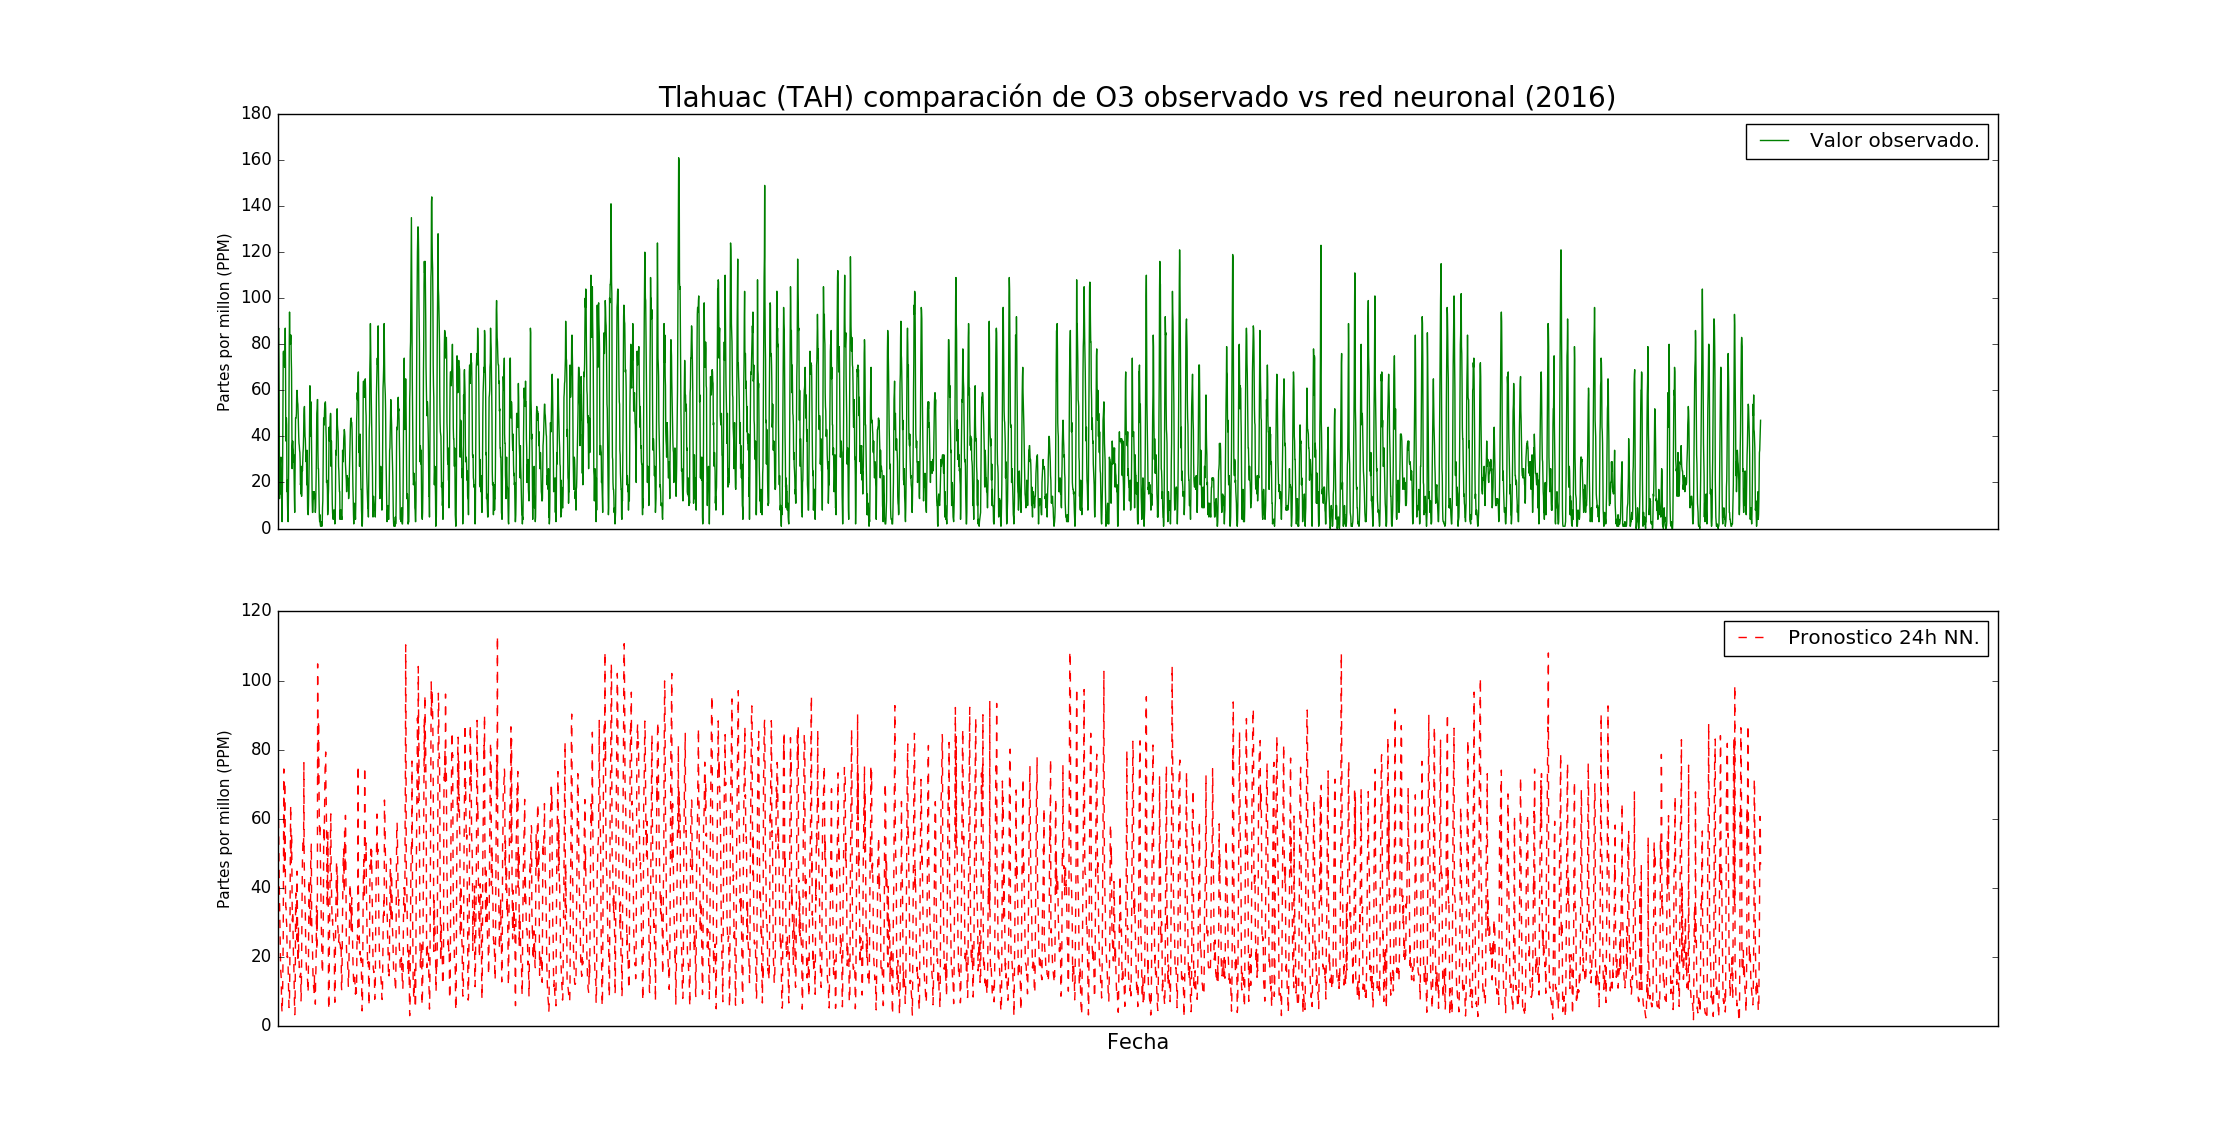 Tlahuac (TAH) comparación de O3 observado vs red neuronal (2016)
180
160
140
120
100
80
60
40
20
0
Partes por millon (PPM)
Valor observado.
120
100
80
60
40
20
0
Partes por millon (PPM)
Pronostico 24h NN.
Fecha